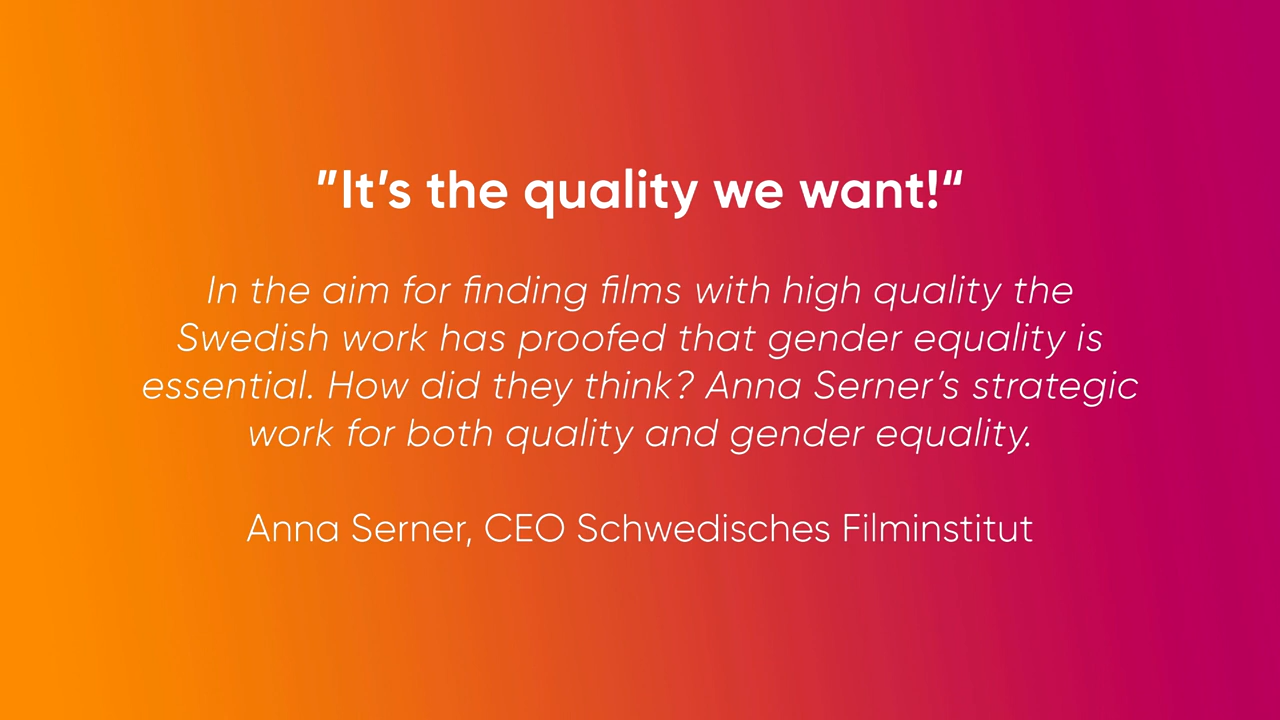 ”It’s the quality we want!“
In the aim for finding films with high quality the
Swedish work has proofed that gender equality is
essential. How did they think? Anna Serner’s strategic
work for both quality and gender equality.
Anna Serner, CEO Schwedisches Filminstitut